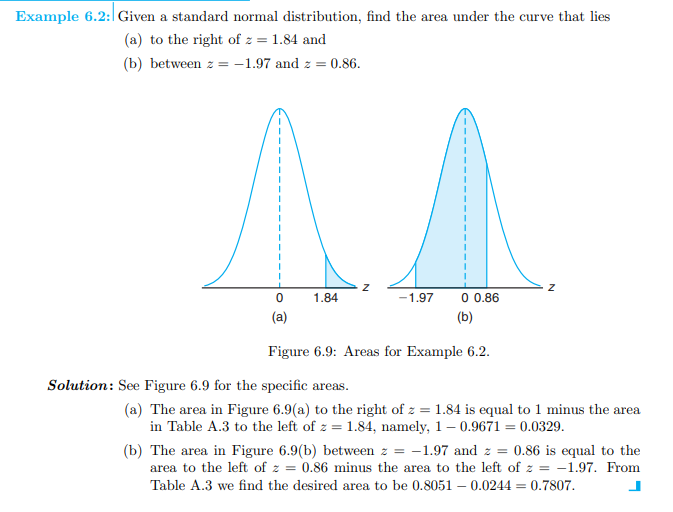 Example 6.2: Given a standard normal distribution, find the area under the curve that lies
(a) to the right of z = 1.84 and
(b) between z = −1.97 and z = 0.86.
0 1.84 z
(a)
−1.97 0 0.86 z
(b)
Figure 6.9: Areas for Example 6.2.
Solution: See Figure 6.9 for the specific areas.
(a) The area in Figure 6.9(a) to the right of z = 1.84 is equal to 1 minus the area
in Table A.3 to the left of z = 1.84, namely, 1 − 0.9671 = 0.0329.
(b) The area in Figure 6.9(b) between z = −1.97 and z = 0.86 is equal to the
area to the left of z = 0.86 minus the area to the left of z = −1.97. From
Table A.3 we find the desired area to be 0.8051 − 0.0244 = 0.7807.